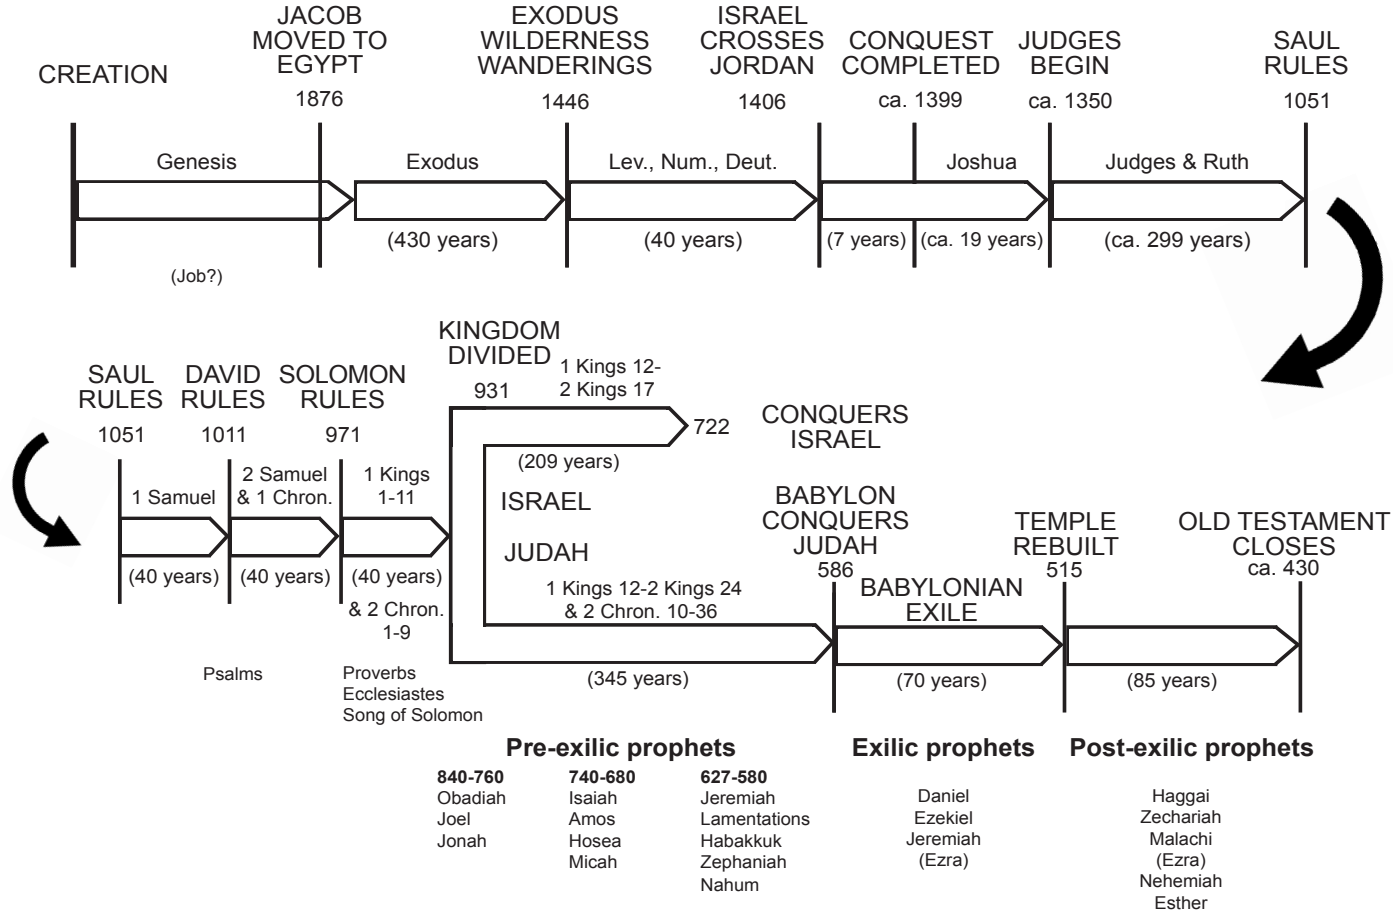 CREATION
JACOB
MOVED TO
EGYPT
1876
EXODUS
WILDERNESS
WANDERINGS
1446
ISRAEL
CROSSES
JORDAN
1406
CONQUEST
COMPLETED
ca. 1399
JUDGES
BEGIN
ca. 1350
SAUL
RULES
1051
Genesis
Exodus
Lev., Num., Deut.
Joshua
Judges & Ruth
(430 years)
(40 years)
(7 years)
(ca. 19 years)
(ca. 299 years)
(Job?)
SAUL
RULES
1051
DAVID
RULES
1011
SOLOMON
RULES
971
KINGDOM
DIVIDED
931
1 Kings 12-
2 Kings 17
722
CONQUERS
ISRAEL
(209 years)
1 Samuel
2 Samuel
& 1 Chron.
1 Kings
1-11
(40 years)
(40 years)
(40 years)
& 2 Chron.
1-9
ISRAEL
JUDAH
1 Kings 12-2 Kings 24
& 2 Chron. 10-36
(345 years)
BABYLON
CONQUERS
JUDAH
586
BABYLONIAN
EXILE
(70 years)
TEMPLE
REBUILT
515
(85 years)
OLD TESTAMENT
CLOSES
ca. 430
Psalms
Proverbs
Ecclesiastes
Song of Solomon
Pre-exilic prophets
840-760
Obadiah
Joel
Jonah
740-680
Isaiah
Amos
Hosea
Micah
627-580
Jeremiah
Lamentations
Habakkuk
Zephaniah
Nahum
Exilic prophets
Daniel
Ezekiel
Jeremiah
(Ezra)
Post-exilic prophets
Haggai
Zechariah
Malachi
(Ezra)
Nehemiah
Esther